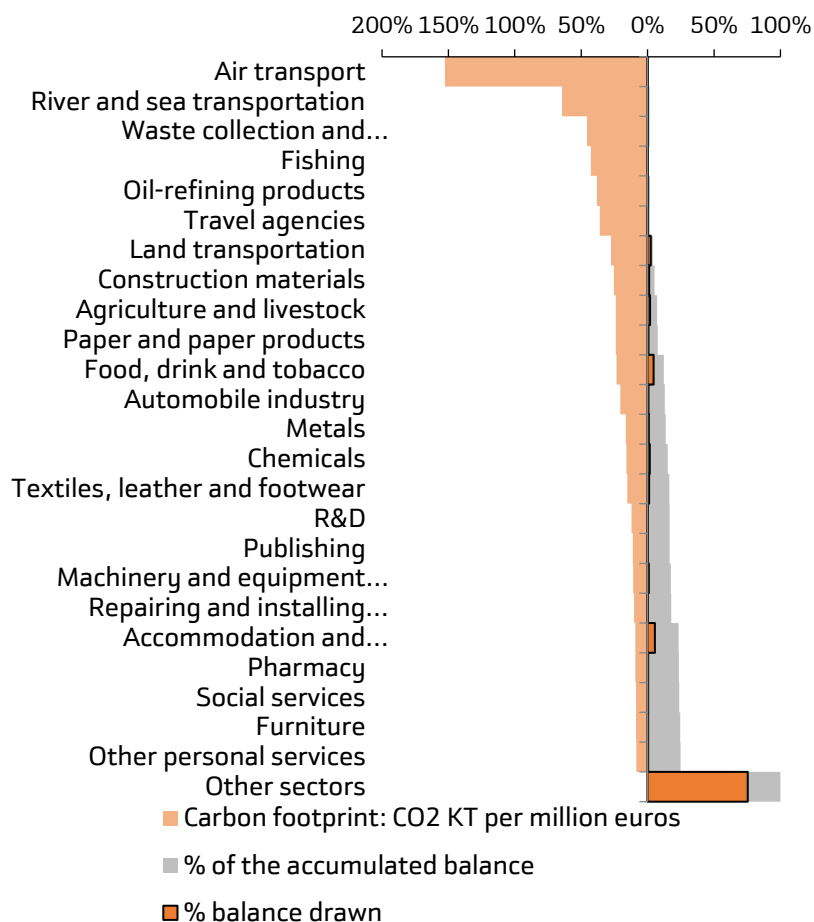 200% 150% 100% 50% 0% 50% 100%
Air transport
River and sea transportation
Waste collection and...
Fishing
Oil-refining products
Travel agencies
Land transportation
Construction materials
Agriculture and livestock
Paper and paper products
Food, drink and tobacco
Automobile industry
Metals
Chemicals
Textiles, leather and footwear
R&D
Publishing
Machinery and equipment...
Repairing and installing...
Accommodation and...
Pharmacy
Social services
Furniture
Other personal services
Other sectors
Carbon footprint: CO2 KT per million euros
% of the accumulated balance
% balance drawn